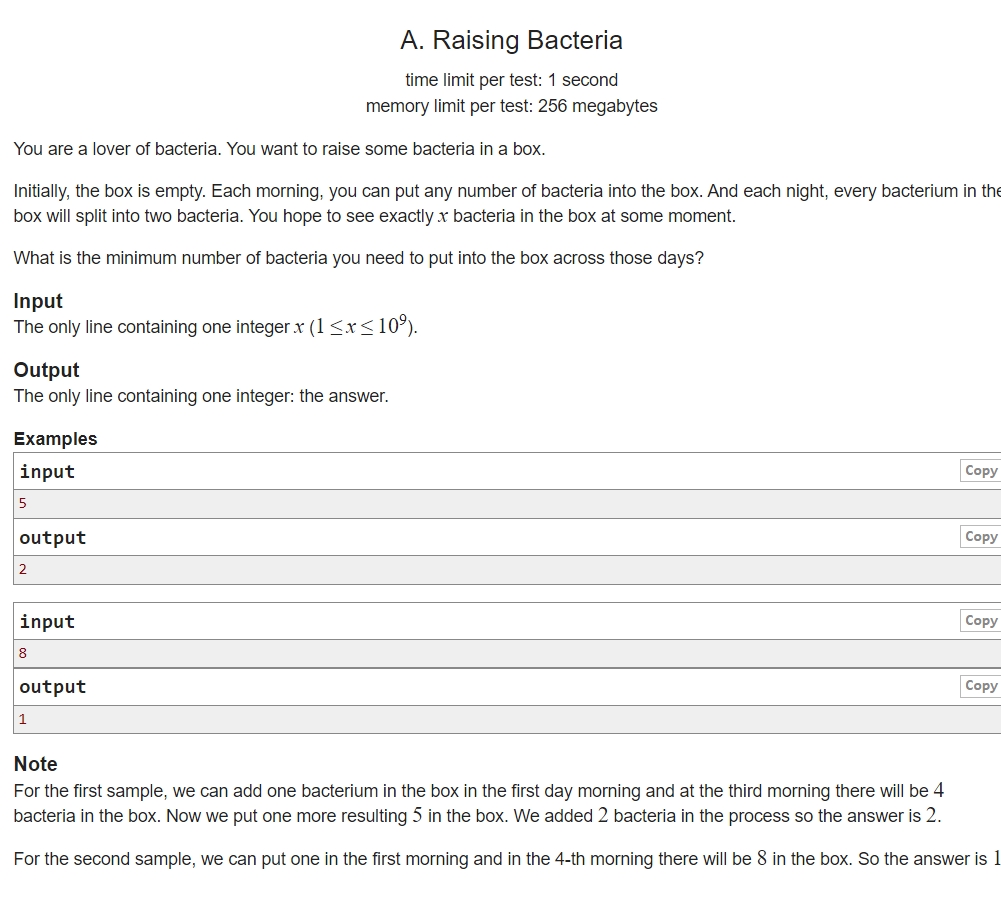 A. Raising Bacteria
time limit per test: 1 second
memory limit per test: 256 megabytes
You are a lover of bacteria. You want to raise some bacteria in a box.
Initially, the box is empty. Each morning, you can put any number of bacteria into the box. And each night, every bacterium in the
box will split into two bacteria. You hope to see exactly x bacteria in the box at some moment.
What is the minimum number of bacteria you need to put into the box across those days?
Input
The only line containing one integer x (1 ≤ x ≤ 10⁹).
Output
The only line containing one integer: the answer.
Examples
input Copy
5
output Copy
2
input Copy
8
output Copy
1
Note
For the first sample, we can add one bacterium in the box in the first day morning and at the third morning there will be 4
bacteria in the box. Now we put one more resulting 5 in the box. We added 2 bacteria in the process so the answer is 2.
For the second sample, we can put one in the first morning and in the 4-th morning there will be 8 in the box. So the answer is 1